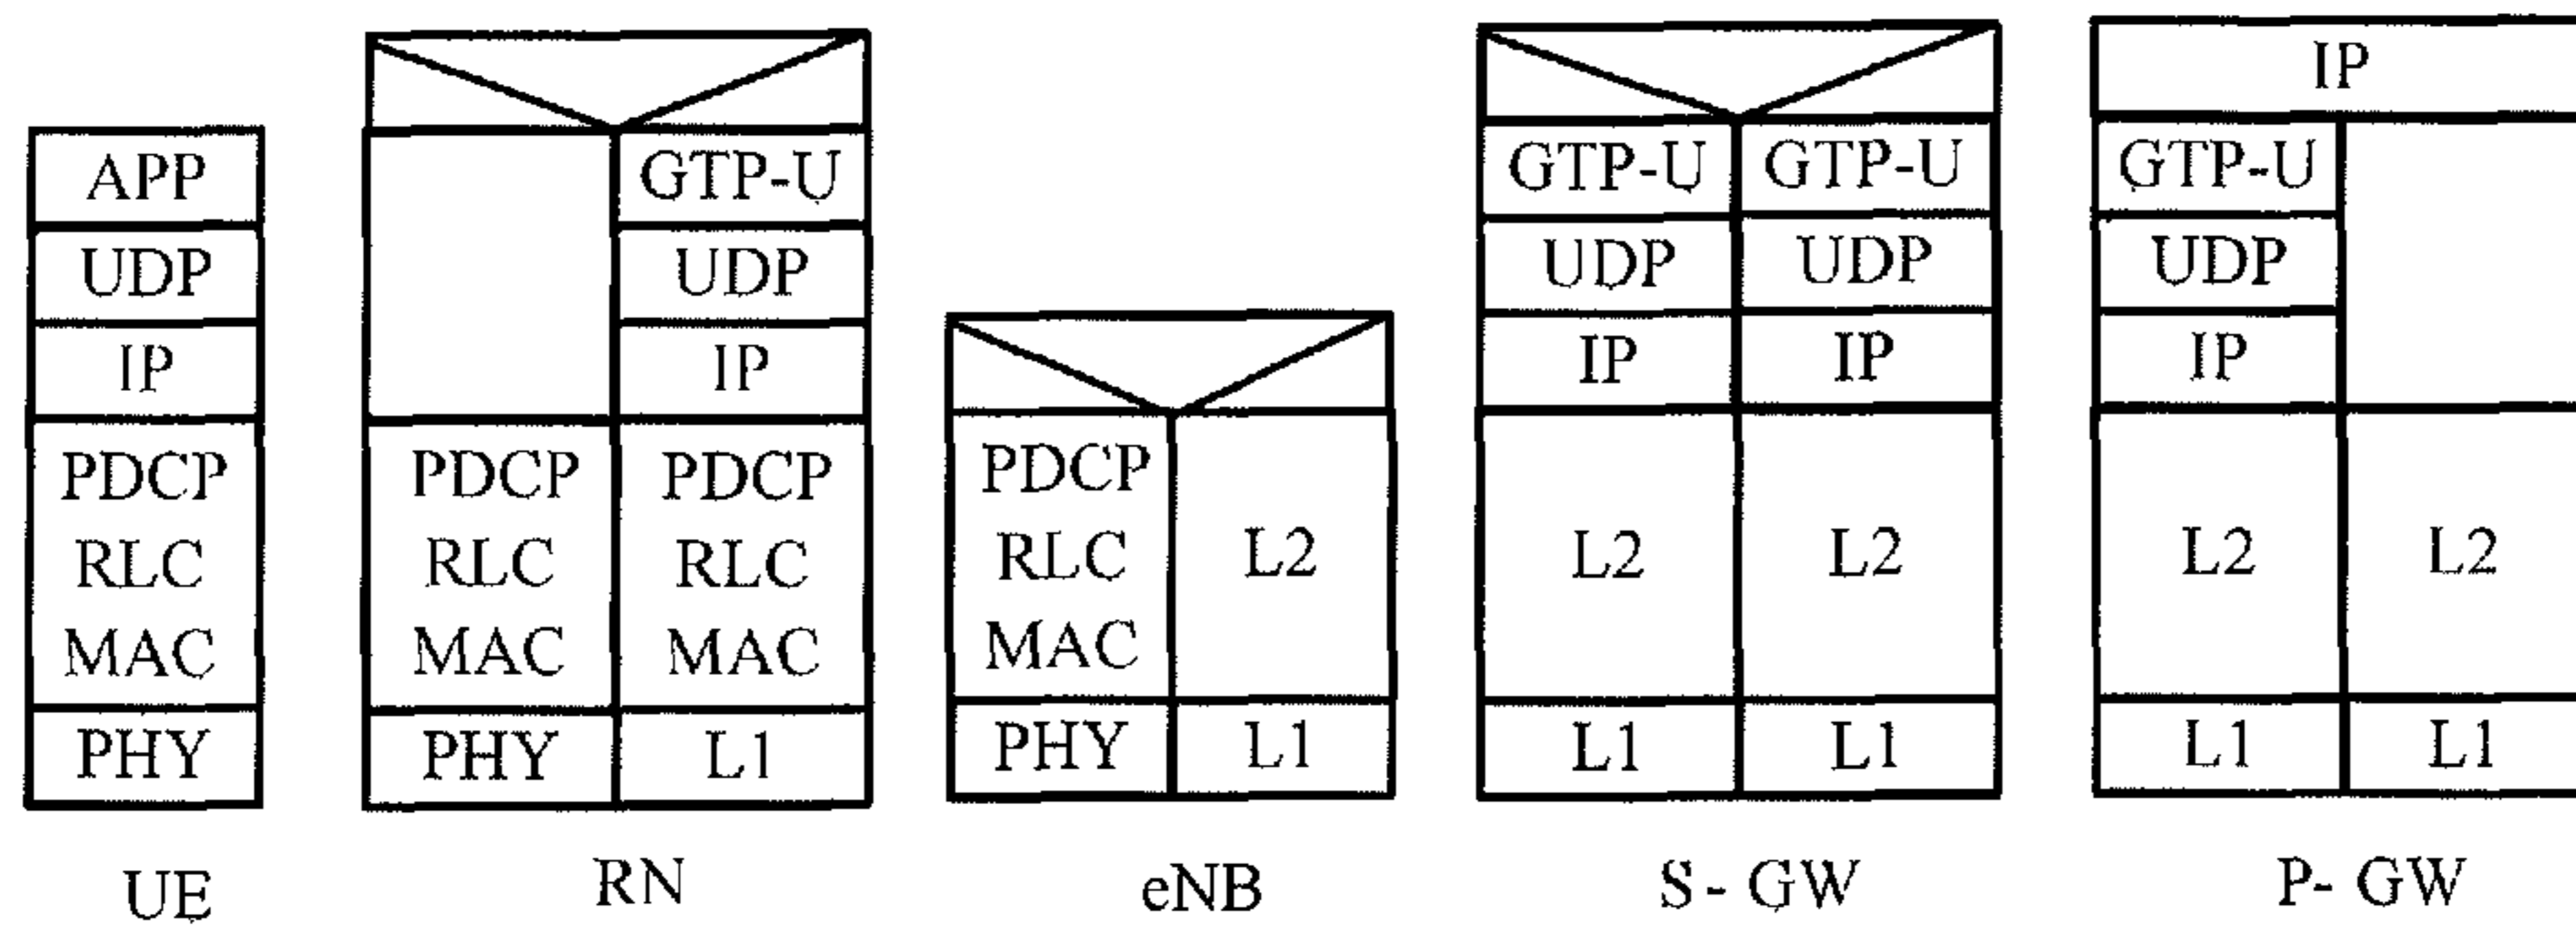 APP
UDP
IP
PDCP
RLC
MAC
PHY
UE
PDCP
RLC
MAC
PHY
GTP-U
UDP
IP
PDCP
RLC
MAC
L1
RN
PDCP
RLC
MAC
PHY
L2
L1
eNB
GTP-U
UDP
IP
L2
L1
GTP-U
UDP
IP
L2
L1
S- GW
IP
GTP-U
UDP
IP
L2
L1
L2
L1
P- GW